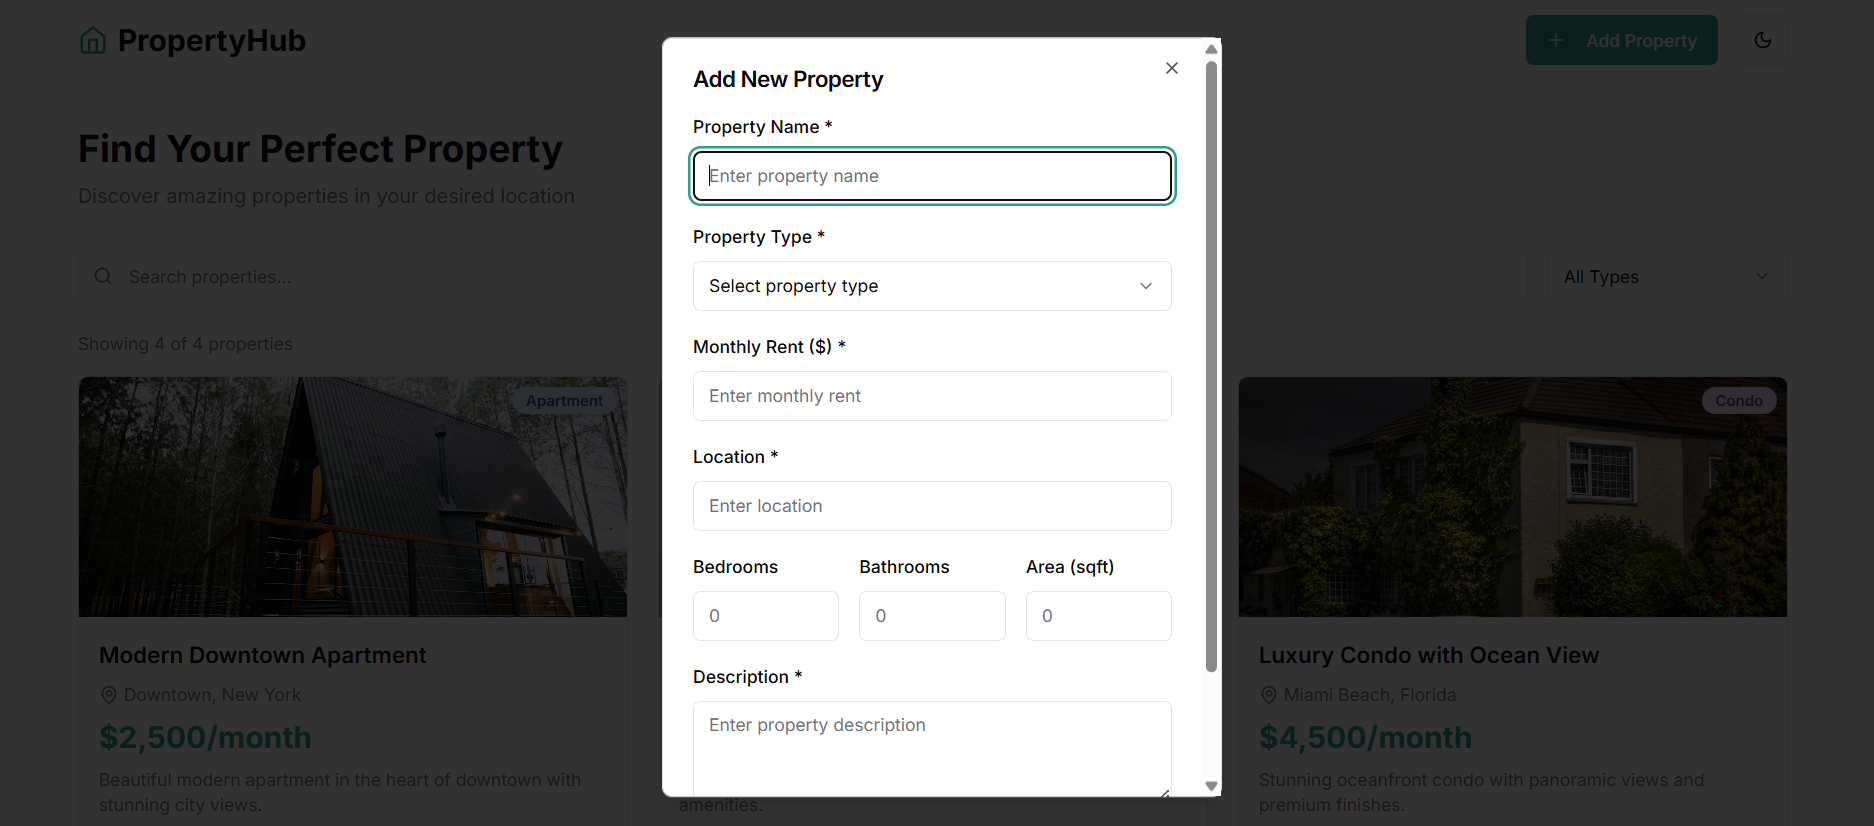 PropertyHub
Add Property
Find Your Perfect Property
Discover amazing properties in your desired location
Search properties...
All Types
Showing 4 of 4 properties
Add New Property
Property Name *
Enter property name
Property Type *
Select property type
Monthly Rent ($) *
Enter monthly rent
Location *
Enter location
Bedrooms
Bathrooms
Area (sqft)
0
0
0
Description *
Enter property description
Apartment
Modern Downtown Apartment
Downtown, New York
$2,500/month
Beautiful modern apartment in the heart of downtown with
stunning city views.
amenities.
Condo
Luxury Condo with Ocean View
Miami Beach, Florida
$4,500/month
Stunning oceanfront condo with panoramic views and
premium finishes.